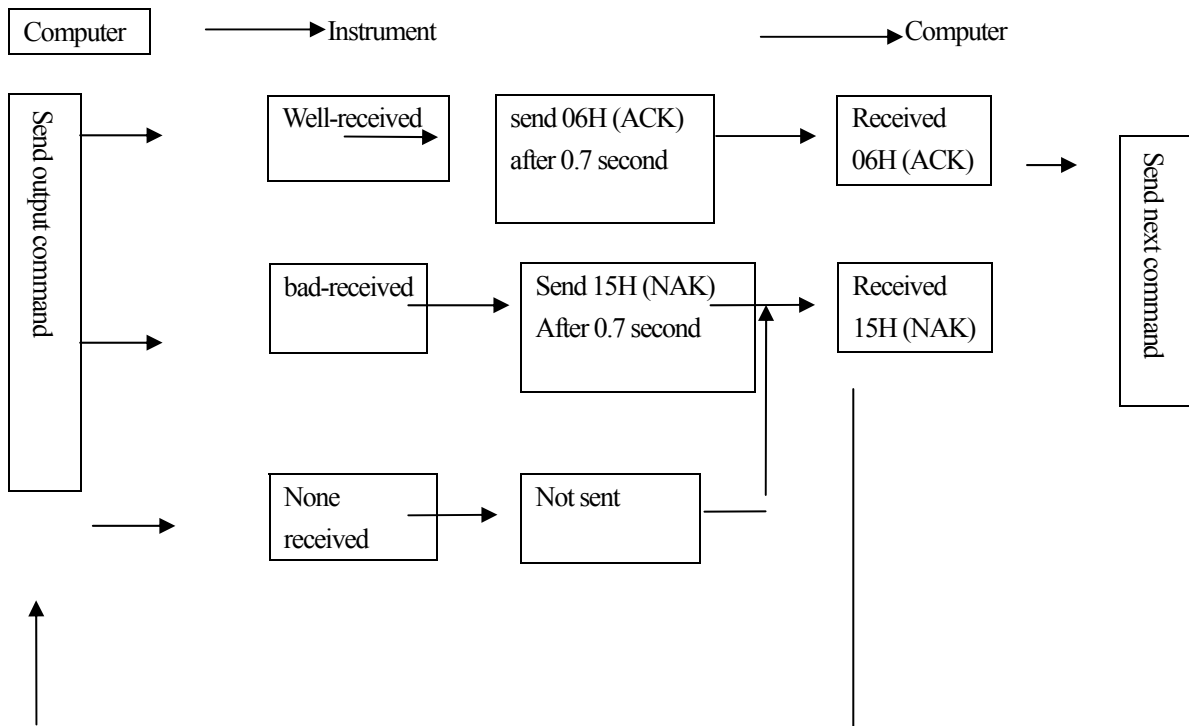 Computer
Instrument
Computer
Send output command
Well-received
send 06H (ACK)
after 0.7 second
Received
06H (ACK)
Send next command
bad-received
Send 15H (NAK)
After 0.7 second
Received
15H (NAK)
None
received
Not sent